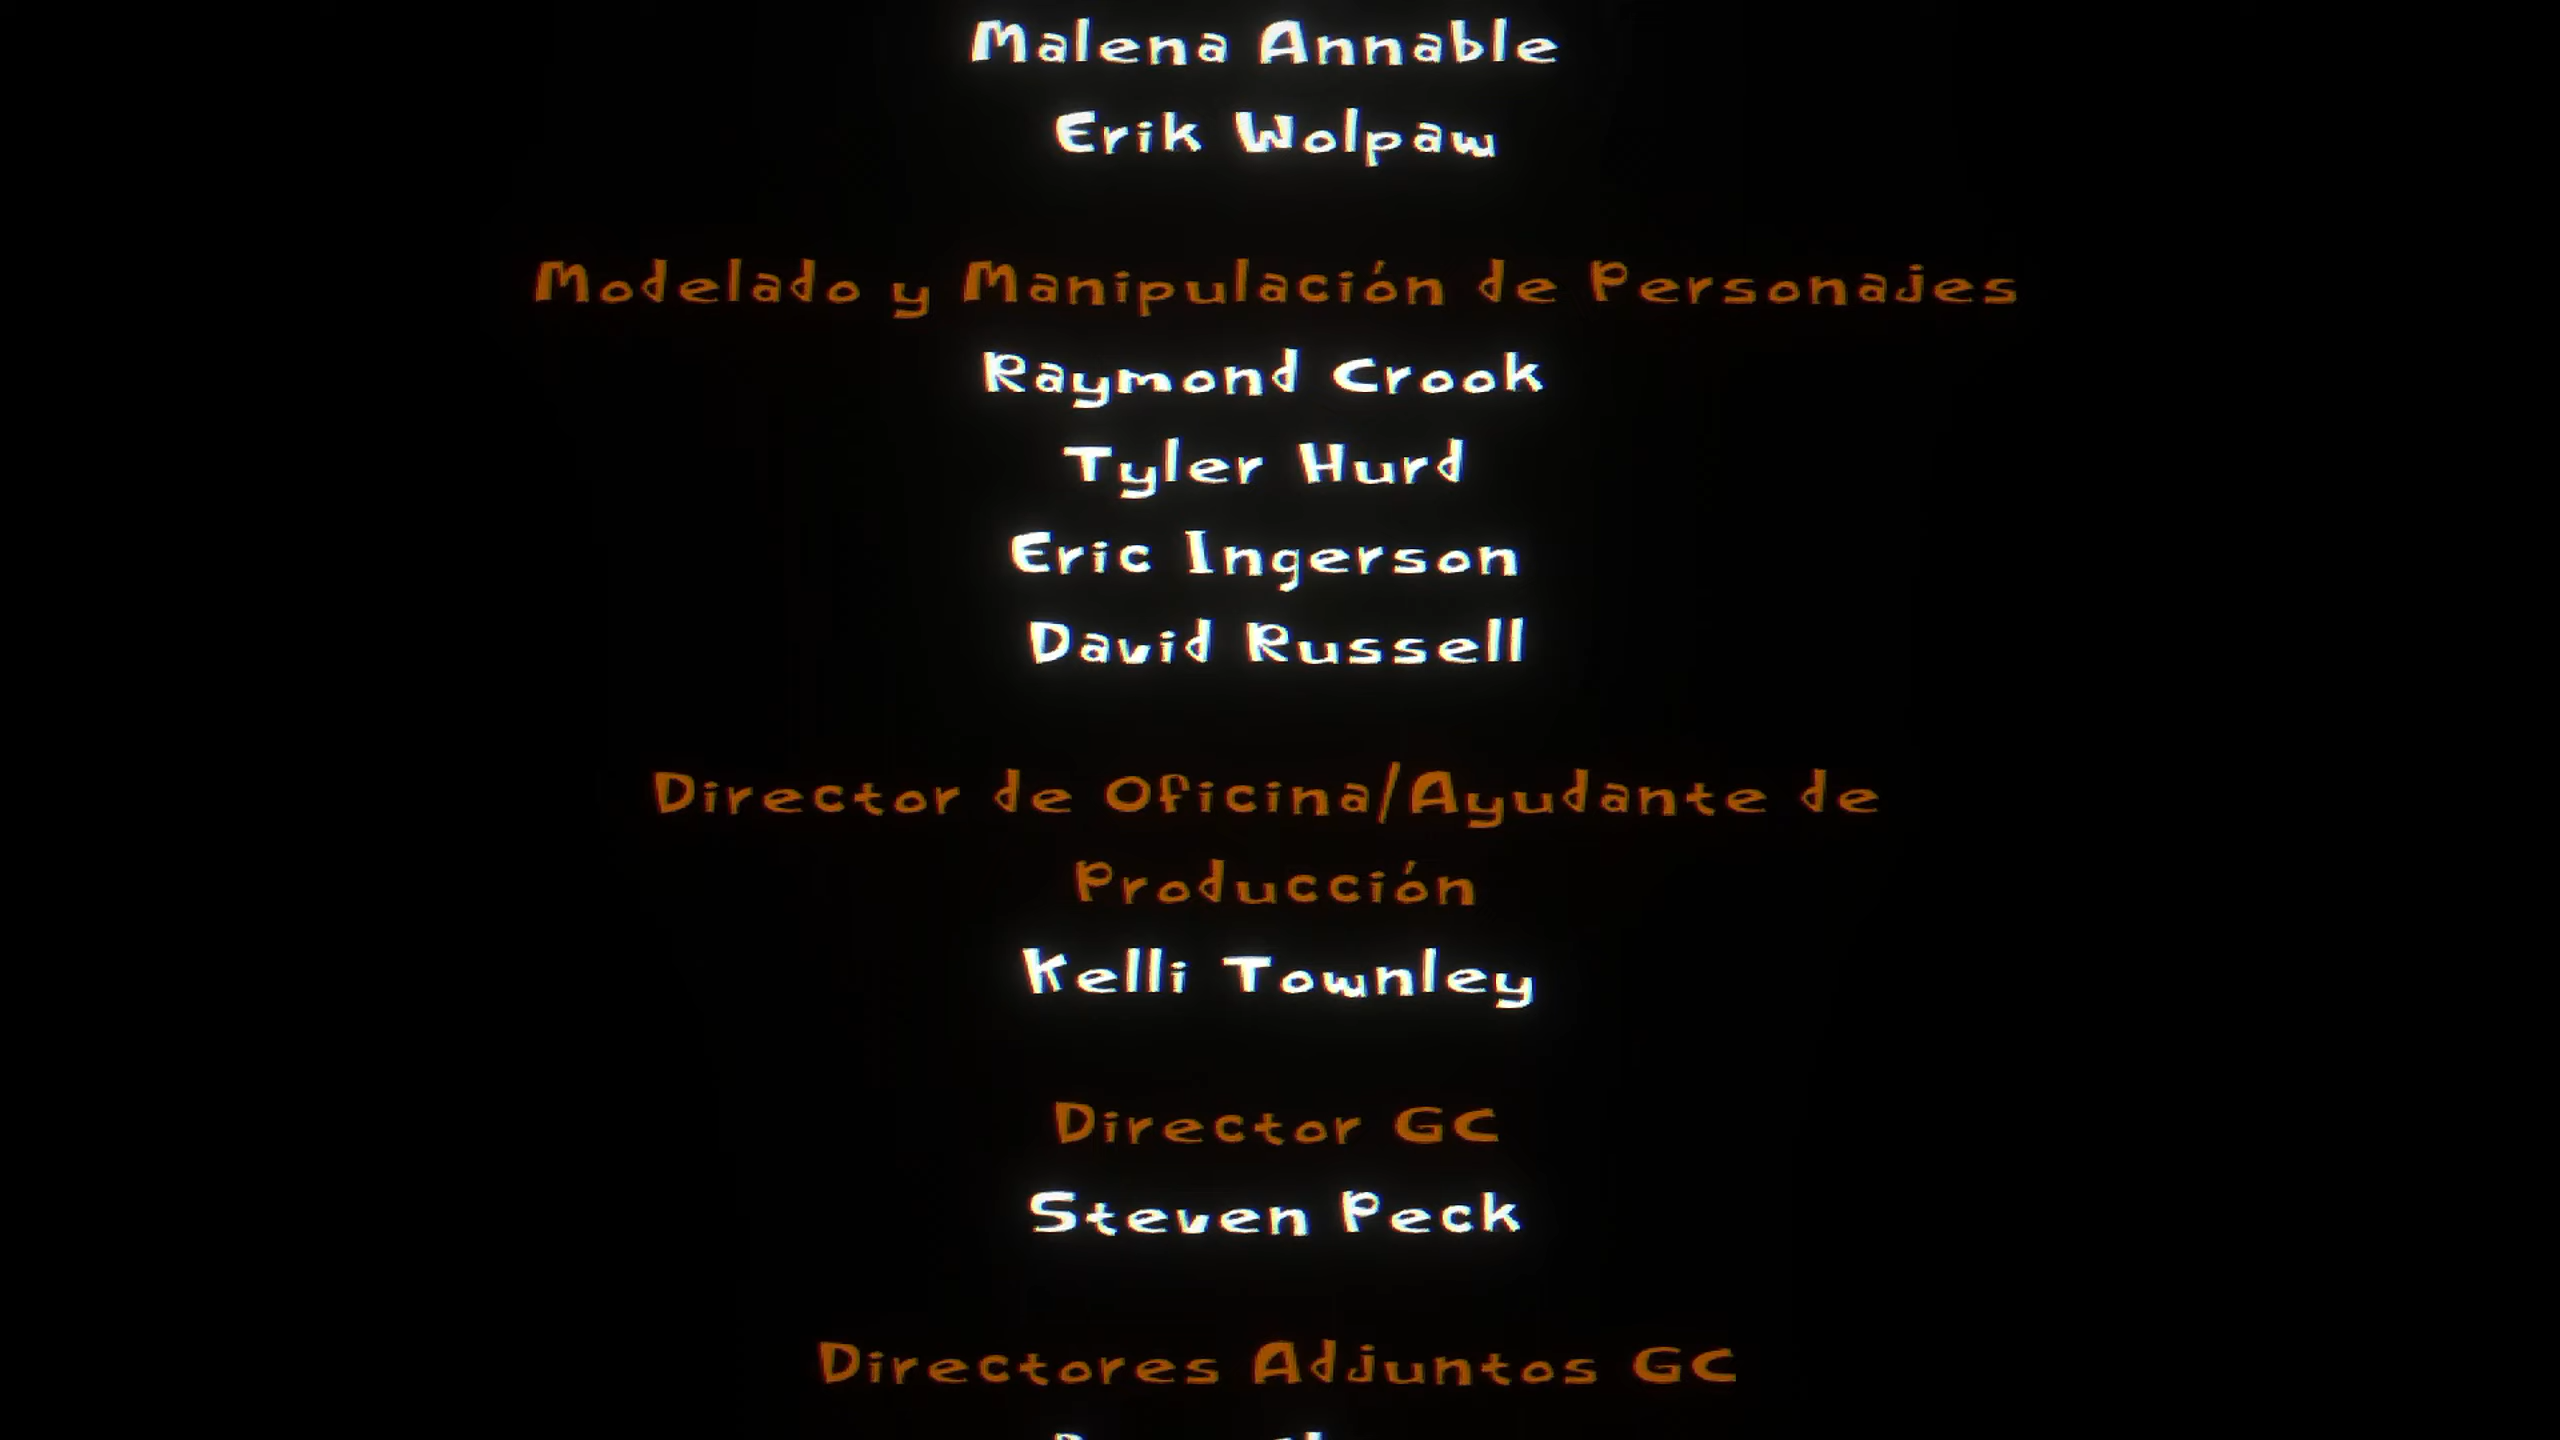 Malena Annable
Erik Wolpaw
Modelado y Manipulación de Personajes
Raymond Crook
Tyler Hurd
Eric Ingerson
David Russell
Director de Oficina/Ayudante de
Producción
Kelli Townley
Director GC
Steven Peck
Directores Adjuntos GC